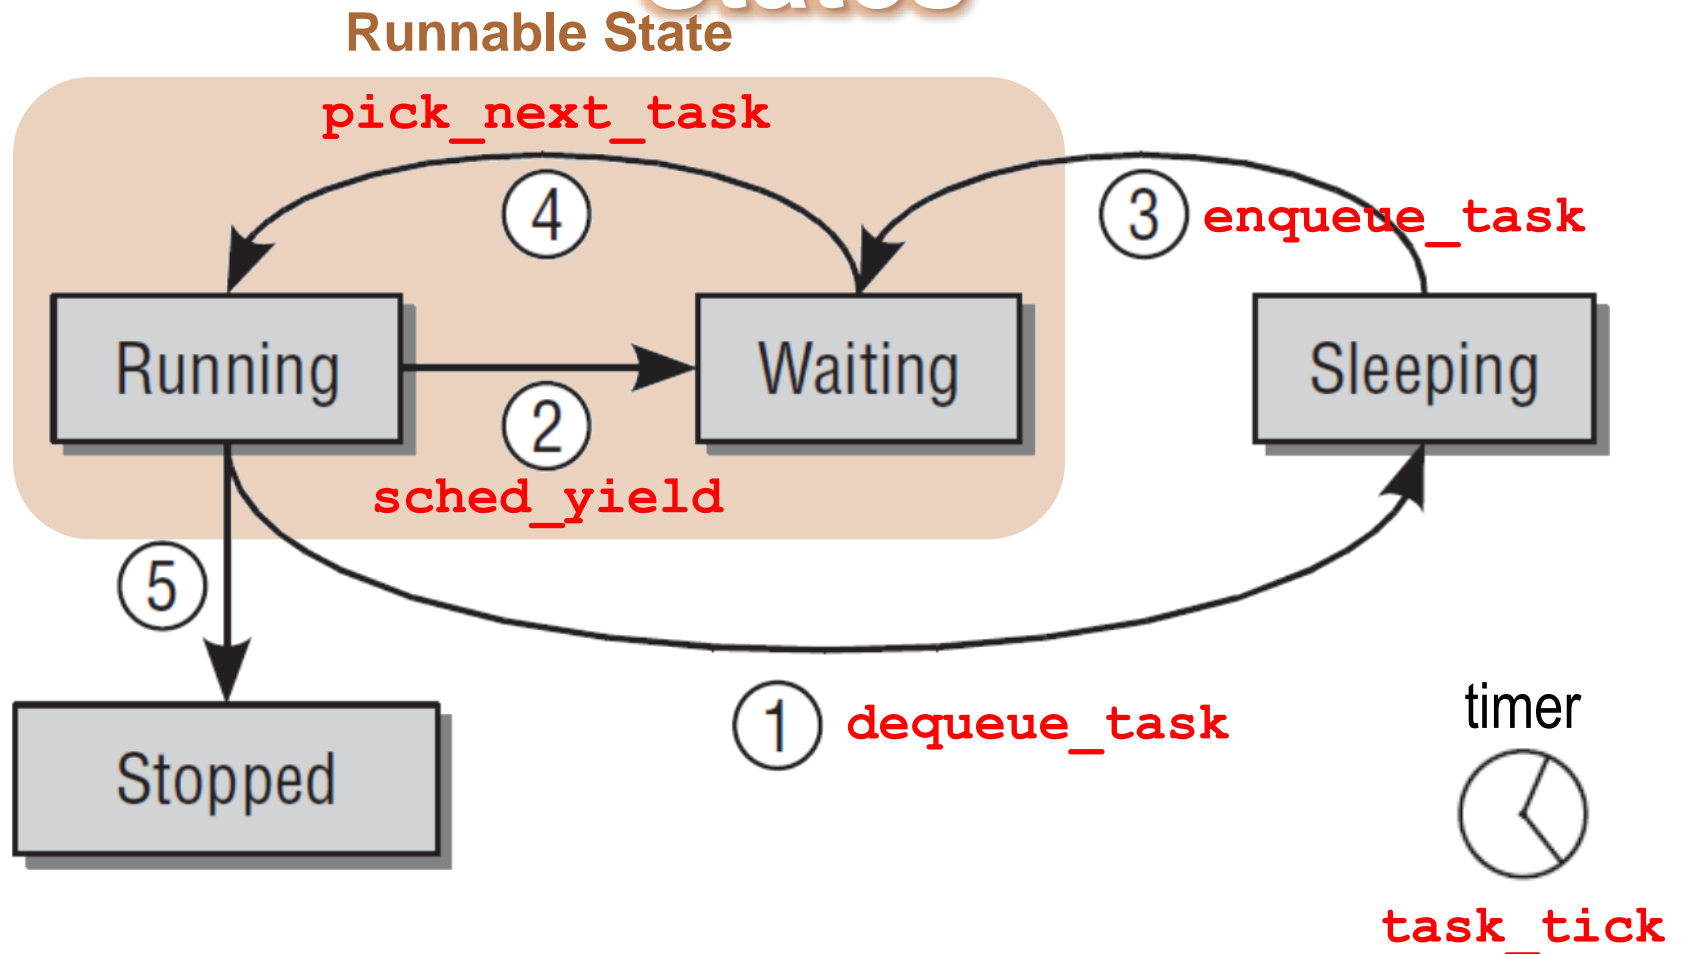 Runnable State
pick_next_task
4
3
enqueue_task
Running
Waiting
Sleeping
2
sched_yield
5
1
dequeue_task
timer
Stopped
task_tick